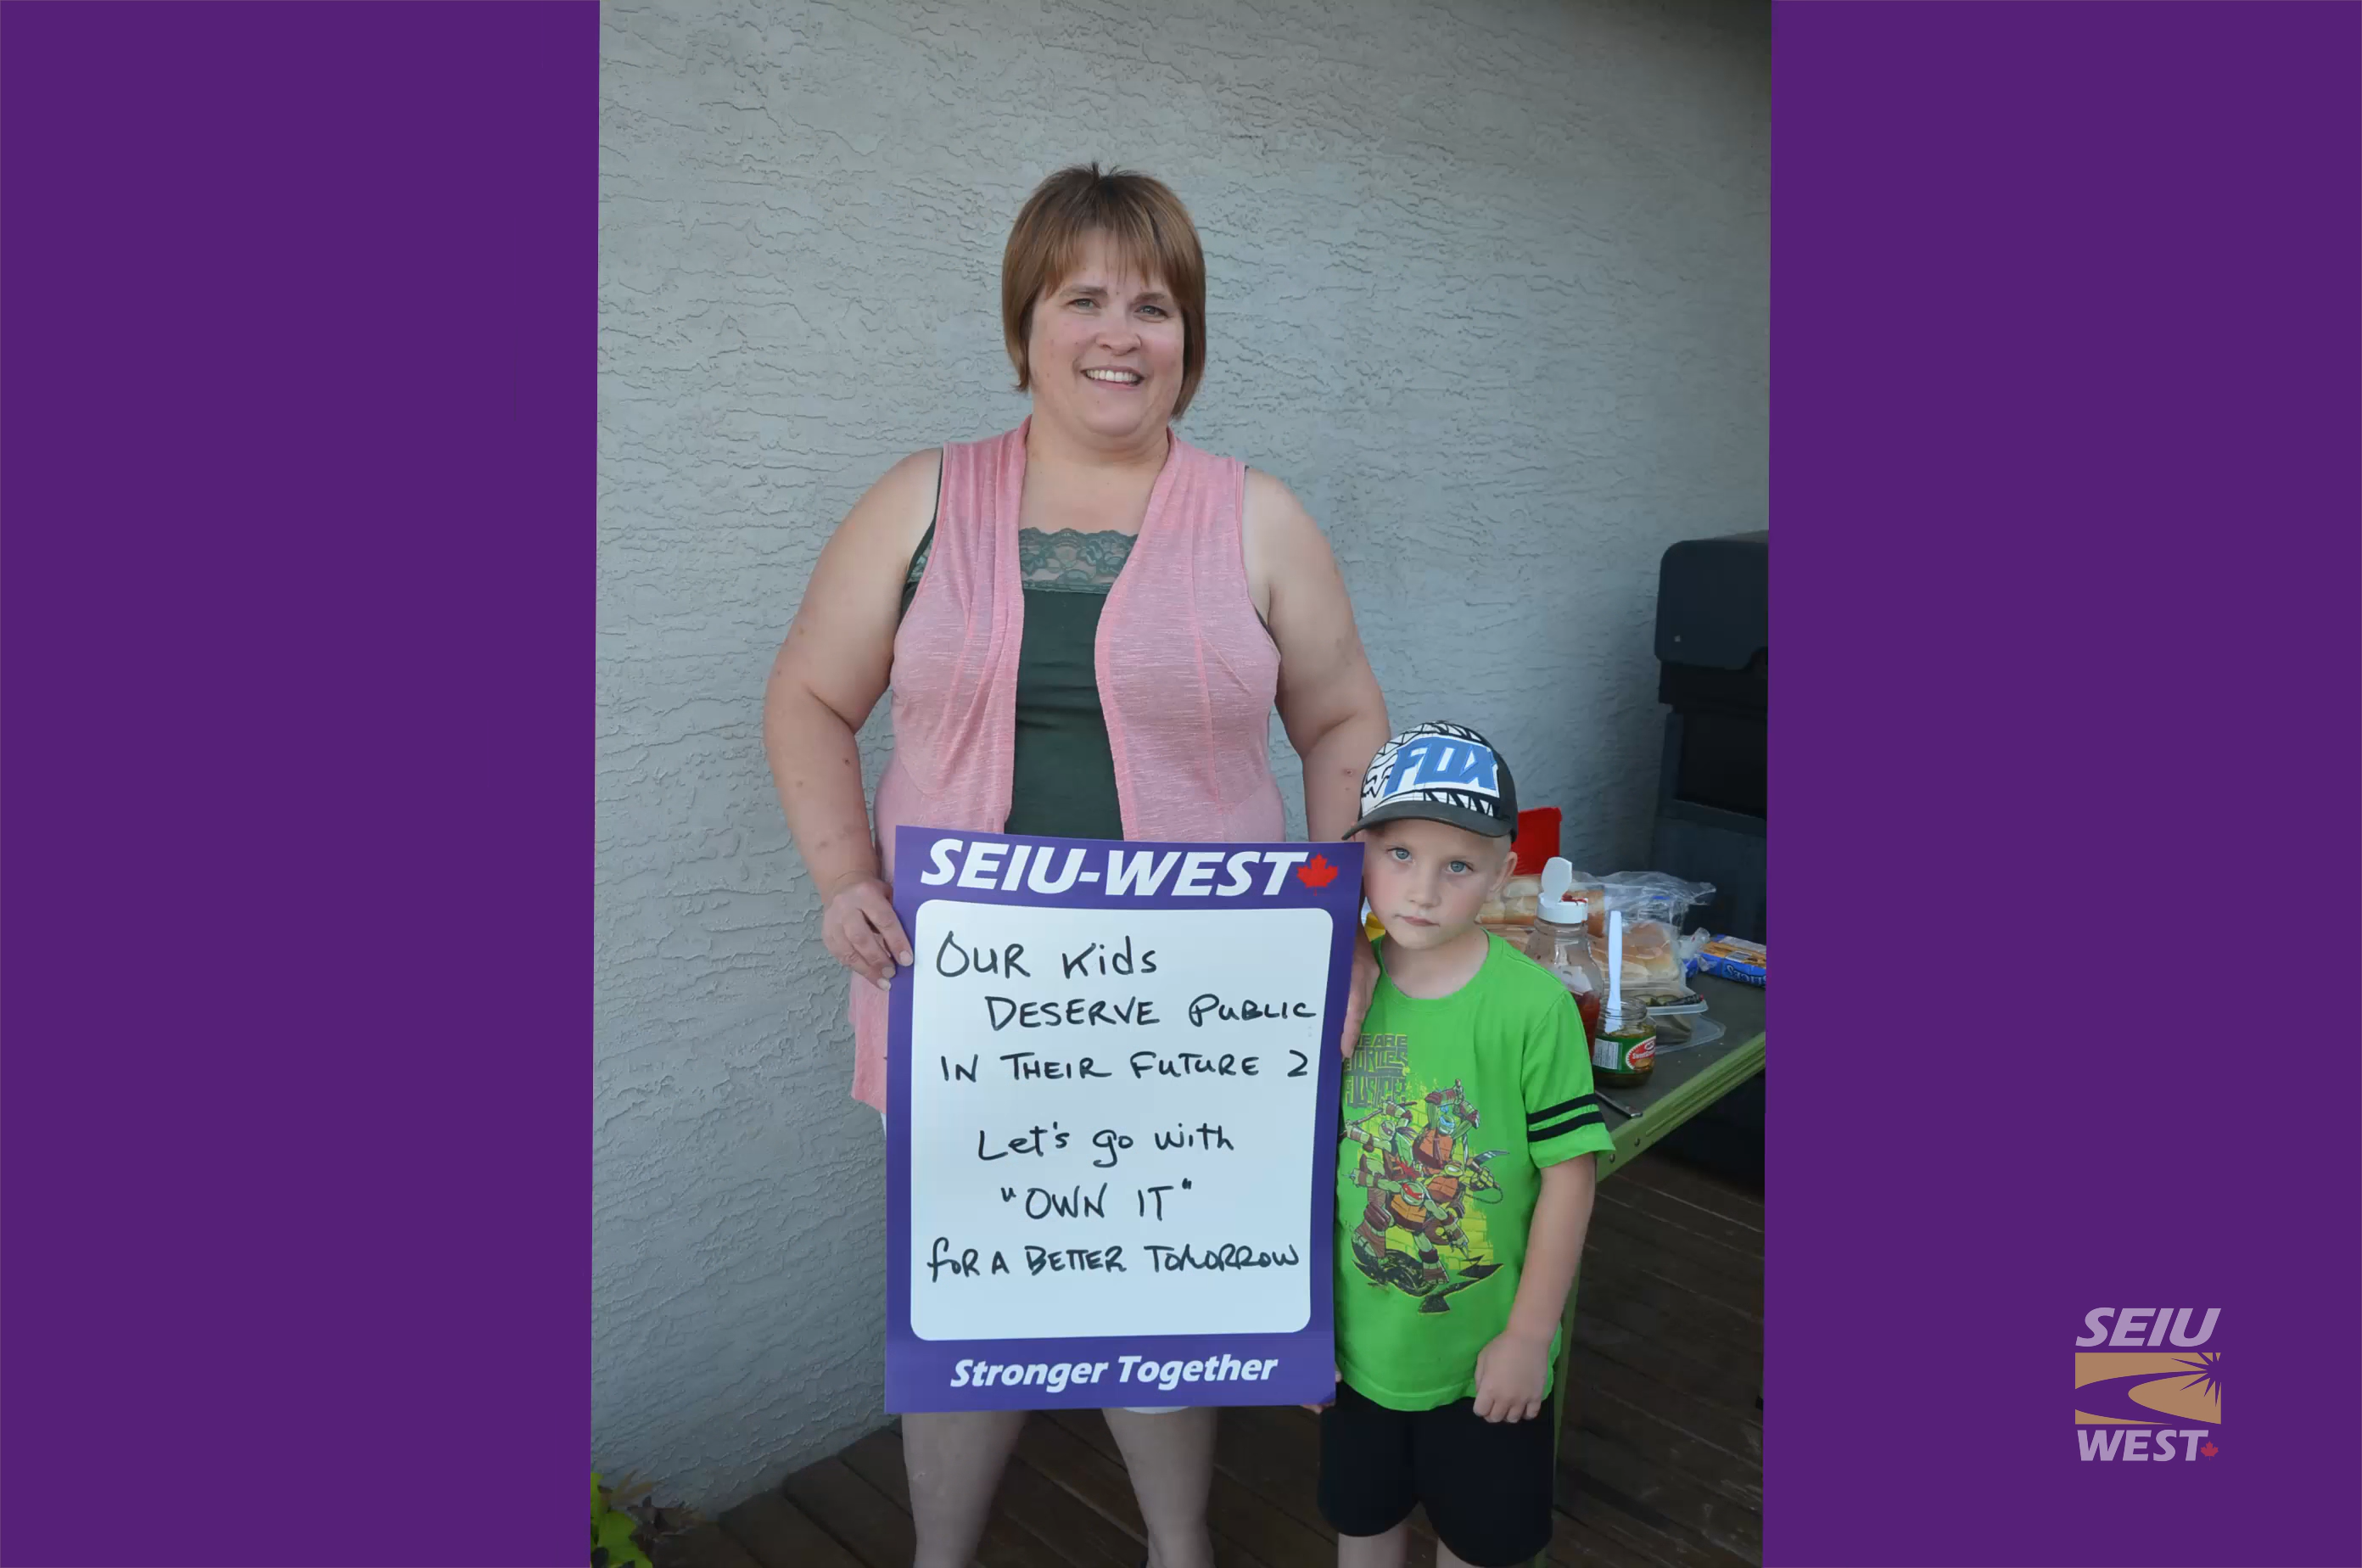 FOX
SEIU-WEST
OUR Kids
DESERVE PUBLIC
IN THEIR FUTURE 2
Let's go with
"OWN IT"
FOR A BETTER TOMORROW
Stronger Together
SEIU
WEST